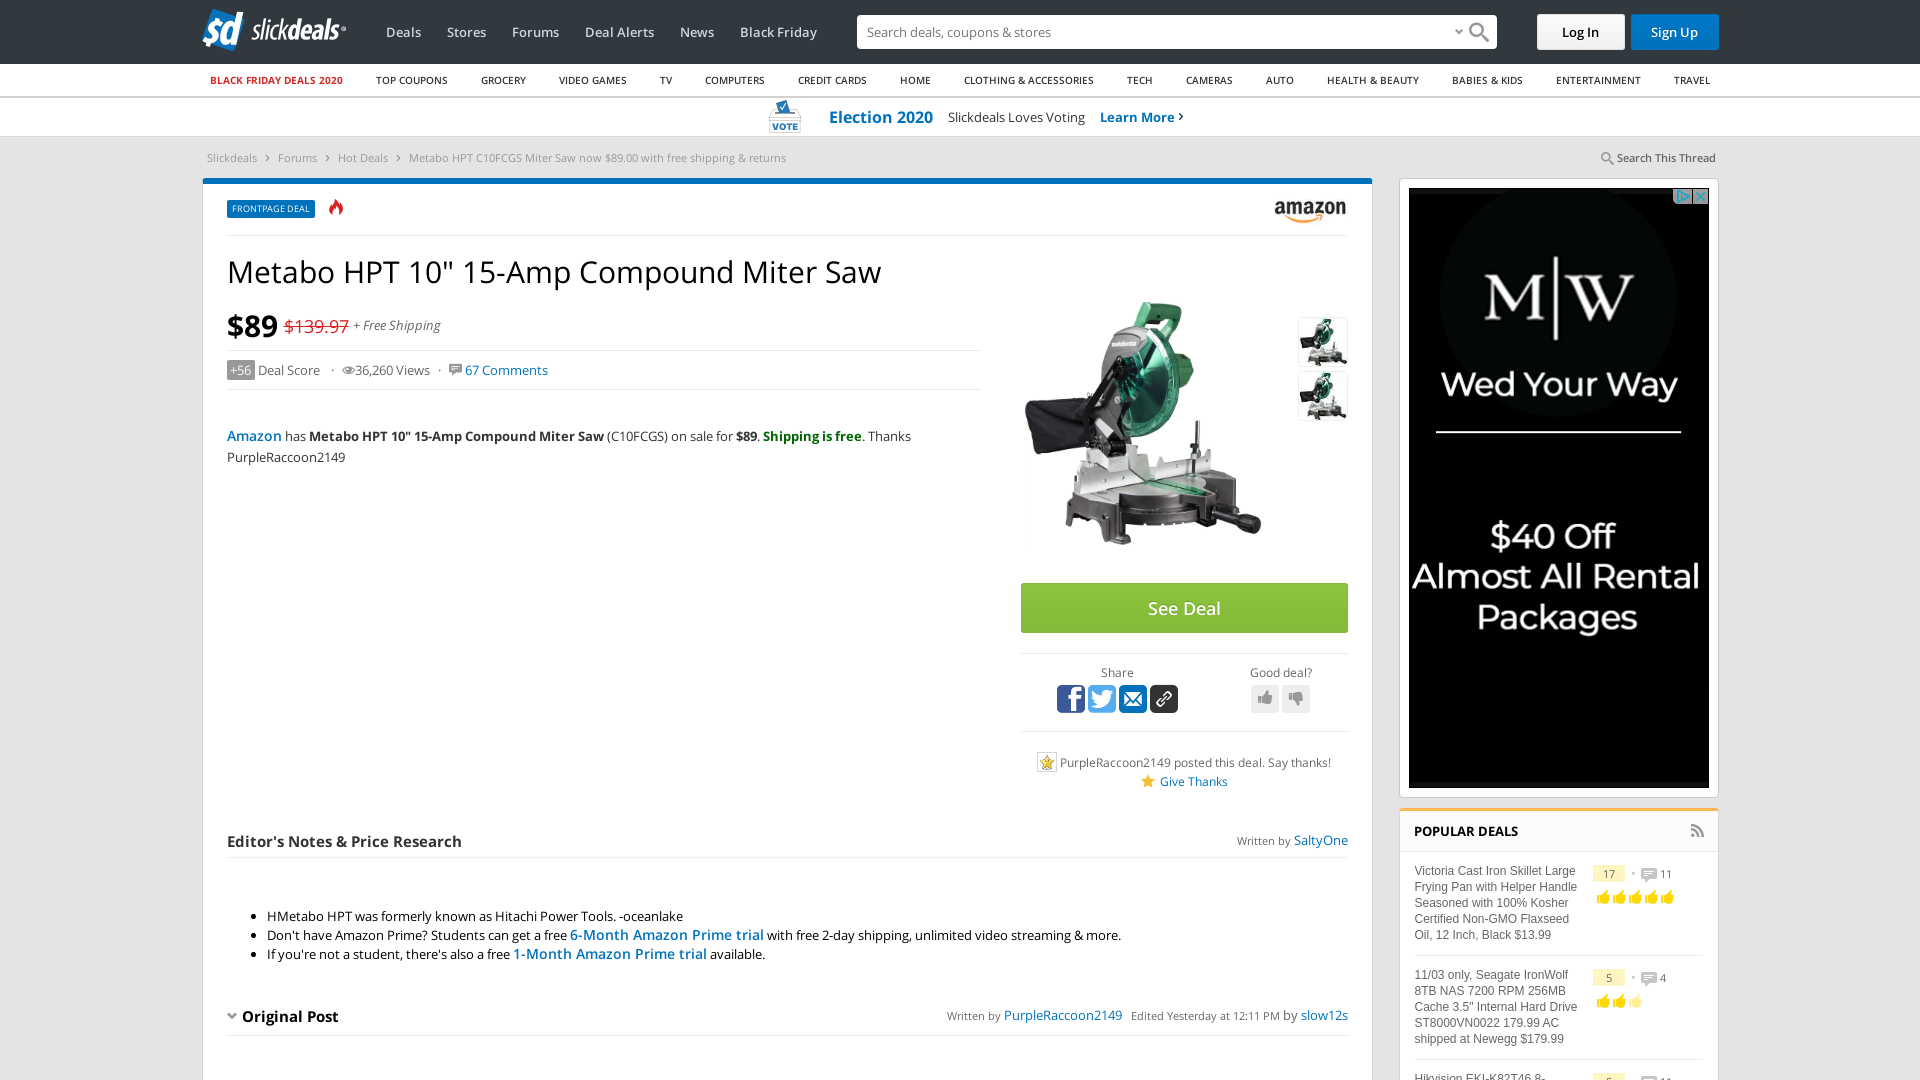 sd slickdeals
Deals
Stores
Forums
Deal Alerts
News
Black Friday
Search deals, coupons & shops
Log In
Sign Up
BLACK FRIDAY DEALS 2020
TOP COUPONS
GROCERY
VIDEO GAMES
TV
COMPUTERS
CREDIT CARDS
HOME
CLOTHING & ACCESSORIES
TECH
CAMERAS
AUTO
HEALTH & BEAUTY
BABIES & KIDS
ENTERTAINMENT
TRAVEL
VOTE
Election 2020 Slickdeals Loves Voting Learn More
Slickdeals > Forums > Hot Deals > Metabo HPT C10FCGS Miter Saw now $89.00 with free shipping & returns
Search This Thread
FRONTPAGE DEAL
amazon
Metabo HPT 10" 15-Amp Compound Miter Saw
$89 $139.97 + Free Shipping
+56 Deal Score · 36,260 Views · 67 Comments
Amazon has Metabo HPT 10" 15-Amp Compound Miter Saw (C10FCGS) on sale for $89. Shipping is free. Thanks
PurpleRaccoon2149
See Deal
Share
Good deal?
PurpleRaccoon2149 posted this deal. Say thanks!
Give Thanks
Editor's Notes & Price Research
Written by SaltyOne
HMetabo HPT was formerly known as Hitachi Power Tools. -oceanlake
Don't have Amazon Prime? Students can get a free 6-Month Amazon Prime trial with free 2-day shipping, unlimited video streaming & more.
If you're not a student, there's also a free 1-Month Amazon Prime trial available.
Original Post
Written by PurpleRaccoon2149 Edited Yesterday at 12:11 PM by slow12s
M|W
Wed Your Way
$40 Off
Almost All Rental
Packages
POPULAR DEALS
Victoria Cast Iron Skillet Large
Frying Pan with Helper Handle
Seasoned with 100% Kosher
Certified Non-GMO Flaxseed
Oil, 12 Inch, Black $13.99
17 • 11
11/03 only, Seagate IronWolf
8TB NAS 7200 RPM 256MB
Cache 3.5" Internal Hard Drive
ST8000VN0022 179.99 AC
shipped at Newegg $179.99
5 • 4
Hikvision EKI-K82T46 8-
5 • 11